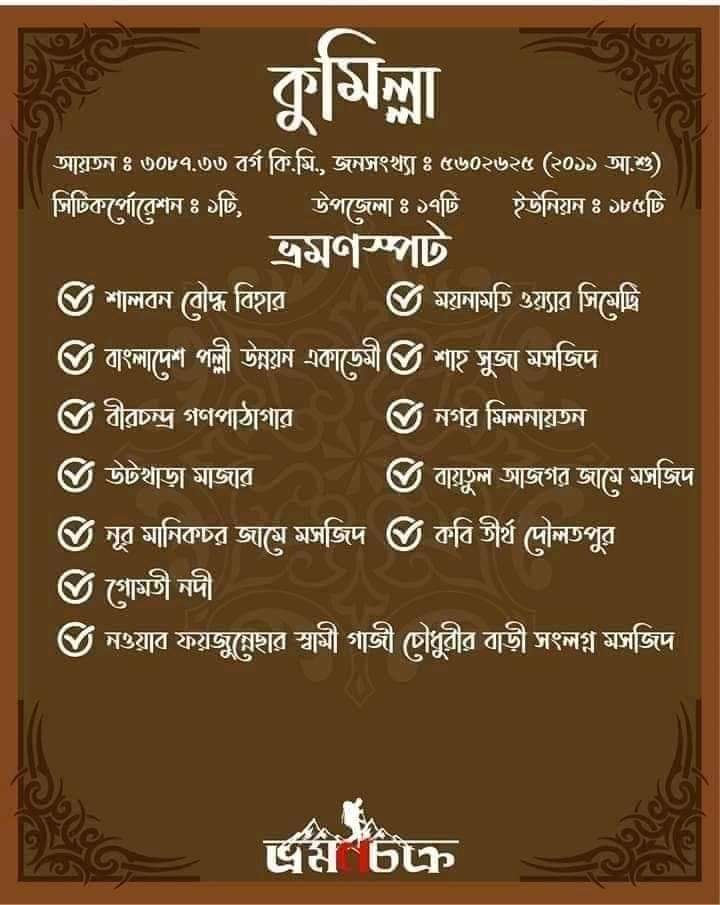 কুমিল্লা
আয়তন ঃ ৩০৮৭.৩৩ বর্গ কি.মি., জনসংখ্যা ঃ ৫৬০২৬২৫ (২০১১ আ.শু)
সিটিকর্পোরেশন ঃ ১টি, উপজেলা ঃ ১৭টি ইউনিয়ন ঃ ১৮৫টি
ভ্রমণস্পট
শালবন বৌদ্ধ বিহার ময়নামতি ওয়্যার সিমেট্রি
বাংলাদেশ পল্লী উন্নয়ন একাডেমী শাহ সুজা মসজিদ
বীরচন্দ্র গণপাঠাগার নগর মিলনায়তন
উটখাড়া মাজার বায়তুল আজগর জামে মসজিদ
নূর মানিকচর জামে মসজিদ কবি তীর্থ দৌলতপুর
গোমতী নদী
নওয়াব ফয়জুন্নেছার স্বামী গাজী চৌধুরীর বাড়ী সংলগ্ন মসজিদ
ভ্রমণচক্র